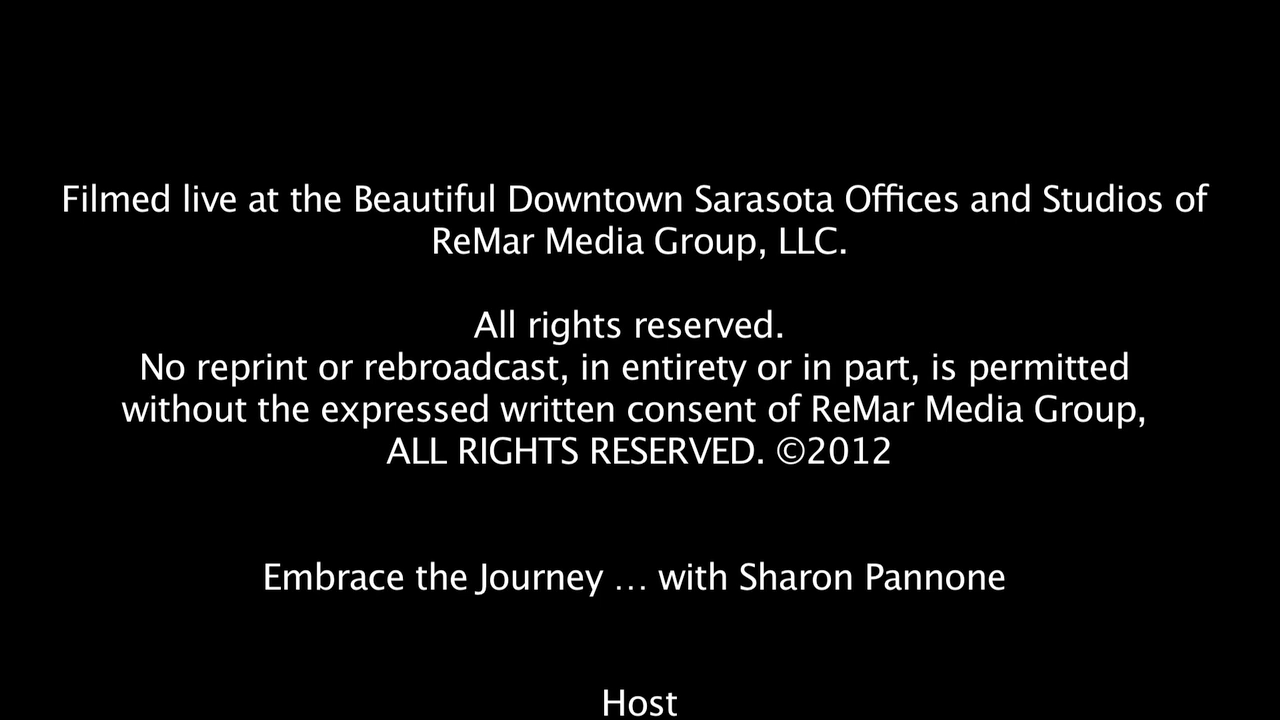 Filmed live at the Beautiful Downtown Sarasota Offices and Studios of
ReMar Media Group, LLC.
All rights reserved.
No reprint or rebroadcast, in entirety or in part, is permitted
without the expressed written consent of ReMar Media Group,
ALL RIGHTS RESERVED. ©2012
Embrace the Journey … with Sharon Pannone
Host